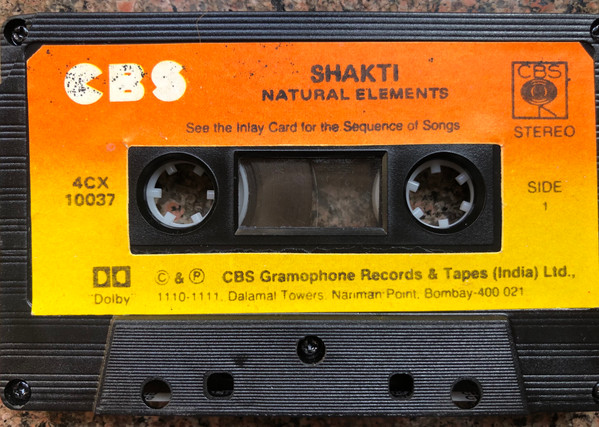 CBS
SHAKTI
NATURAL ELEMENTS
CBS
See the Inlay Card for the Sequence of Songs
STEREO
4CX
10037
SIDE
1
Dolby
© & ℗ CBS Gramophone Records & Tapes (India) Ltd.,
1110-1111, Dalamal Towers, Nariman Point, Bombay-400 021